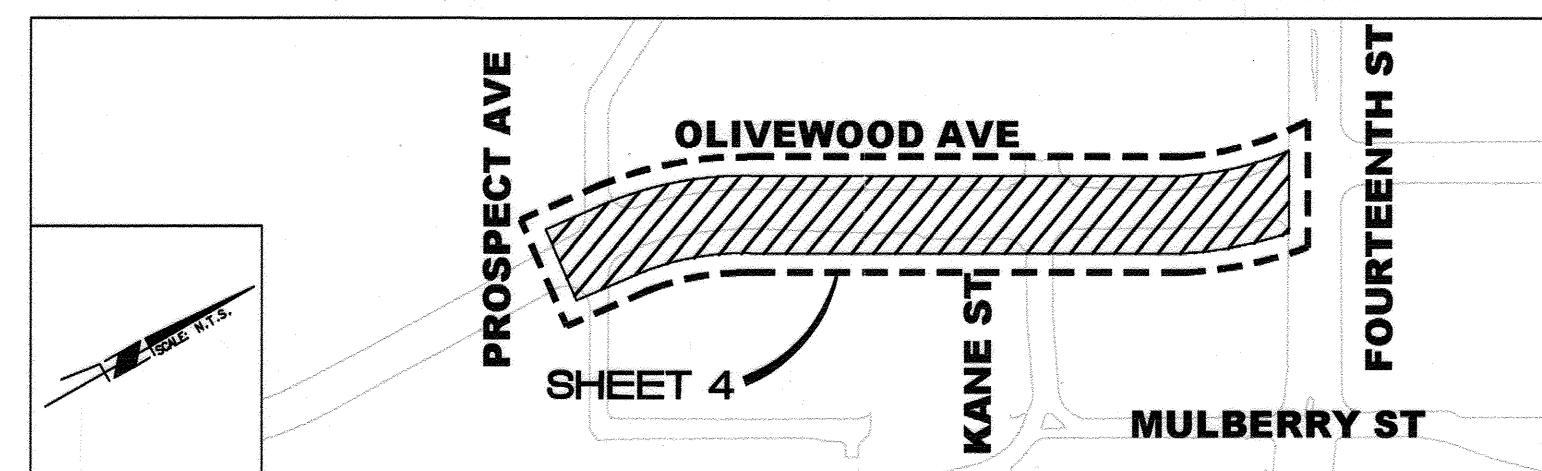 PROSPECT AVE
OLIVEWOOD AVE
FOURTEENTH ST
SCALE: N.T.S.
SHEET 4
KANE ST
MULBERRY ST